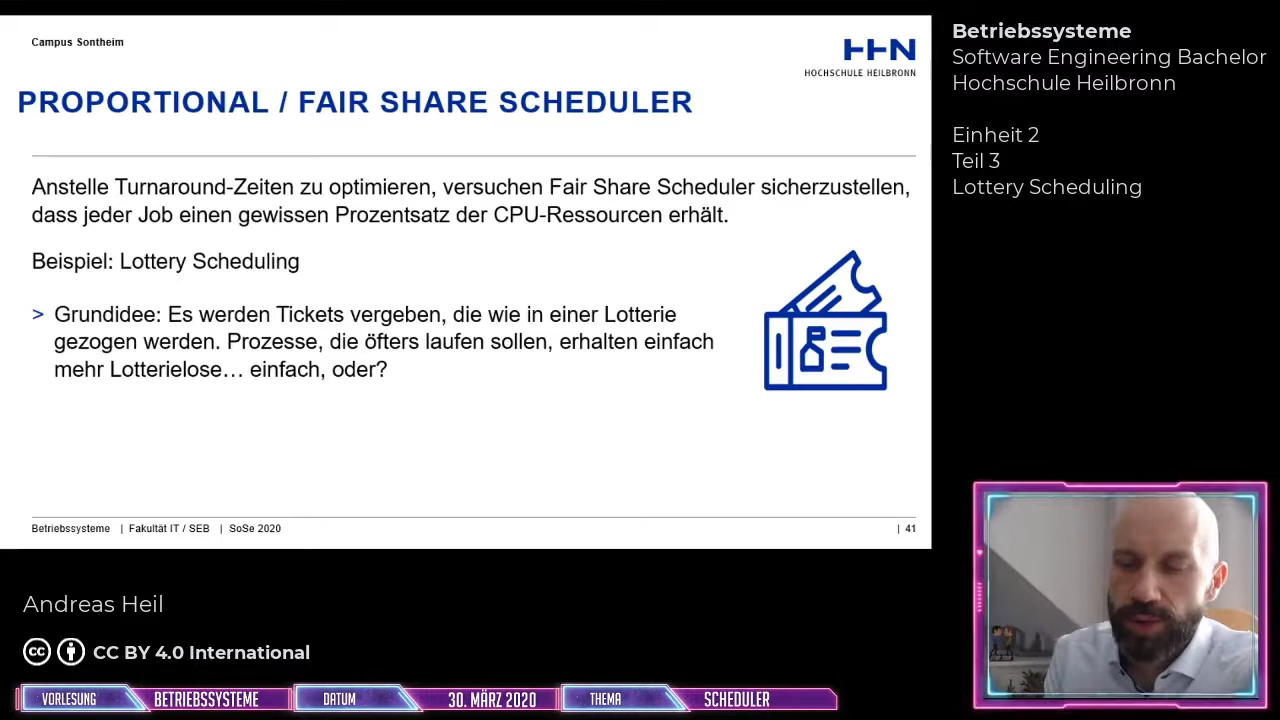 Campus Sontheim
HHN
HOCHSCHULE HEILBRONN
PROPORTIONAL / FAIR SHARE SCHEDULER
Anstelle Turnaround-Zeiten zu optimieren, versuchen Fair Share Scheduler sicherzustellen,
dass jeder Job einen gewissen Prozentsatz der CPU-Ressourcen erhält.
Beispiel: Lottery Scheduling
> Grundidee: Es werden Tickets vergeben, die wie in einer Lotterie
gezogen werden. Prozesse, die öfters laufen sollen, erhalten einfach
mehr Lotterielose… einfach, oder?
Betriebssysteme | Fakultät IT / SEB | SoSe 2020 | 41
Betriebssysteme
Software Engineering Bachelor
Hochschule Heilbronn
Einheit 2
Teil 3
Lottery Scheduling
Andreas Heil
cc CC BY 4.0 International
VORLESUNG BETRIEBSSYSTEME DATUM 30. MÄRZ 2020 THEMA SCHEDULER